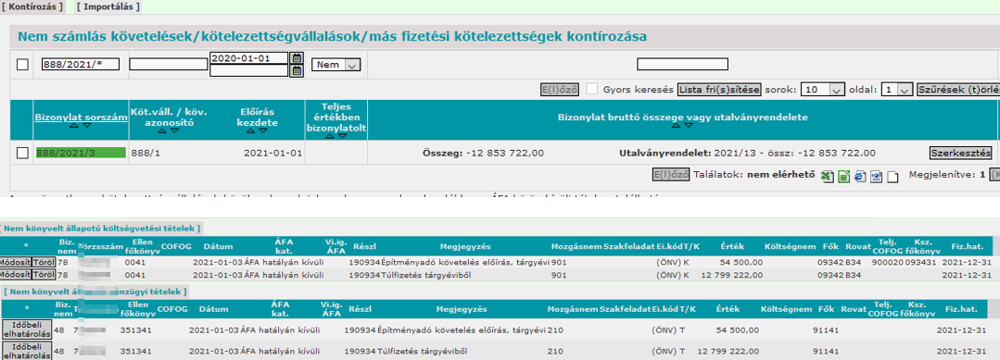 [ Kontírozás ] [ Importálás ]
Nem számlás követelések/kötelezettségvállalások/más fizetési kötelezettségek kontírozása
888/2021/* 2020-01-01 Nem
E(l)őző Gyors keresés Lista fri(s)sítése sorok: 10 oldal: 1 Szűrések (t)örlé
Bizonylat sorszám Köt.váll. / köv. azonosító Előírás kezdete Teljes értékben bizonylatolt Bizonylat bruttó összege vagy utalványrendelete
888/2021/3 888/1 2021-01-01 Összeg: -12 853 722,00 Utalványrendelet: 2021/13 - össz: -12 853 722.00 Szerkesztés
E(l)őző Találatok: nem elérhető Megjelenítve: 1
[ Nem könyvelt állapotú költségvetési tételek ]
* Biz. nem Ellen főkönyv COFOG Dátum ÁFA kat. Vi.ig. ÁFA Részl Megjegyzés Mozgásnem Szakfeladat Ei.kód T/K Érték Költségnem Fők Rovat Telj. COFOG Ksz. főkönyv Fiz.hat.
Módosít Töröl 78 0041 2021-01-03 ÁFA hatályán kívüli 190934 Építményadó követelés előírás, tárgyévi 901 (ÖNV) K 54 500,00 09342 B34 900020 093431 2021-12-31
Módosít Töröl 78 0041 2021-01-03 ÁFA hatályán kívüli 190934 Túlfizetés tárgyéviből 901 (ÖNV) K 12 799 222,00 09342 B34 2021-12-31
[ Nem könyvelt ünzügyi tételek ]
* Biz. nem Ellen főkönyv COFOG Dátum ÁFA kat. Vi.ig. ÁFA Részl Megjegyzés Mozgásnem Szakfeladat Ei.kód T/K Érték Költségnem Fők Rovat Telj. COFOG Ksz. főkönyv Fiz.hat.
Időbeli elhatárolás 48 7 351341 2021-01-03 ÁFA hatályán kívüli 190934 Építményadó követelés előírás, tárgyévi 210 (ÖNV) T 54 500,00 91141 2021-12-31
Időbeli elhatárolás 48 7 351341 2021-01-03 ÁFA hatályán kívüli 190934 Túlfizetés tárgyéviből 210 (ÖNV) T 12 799 222,00 91141 2021-12-31